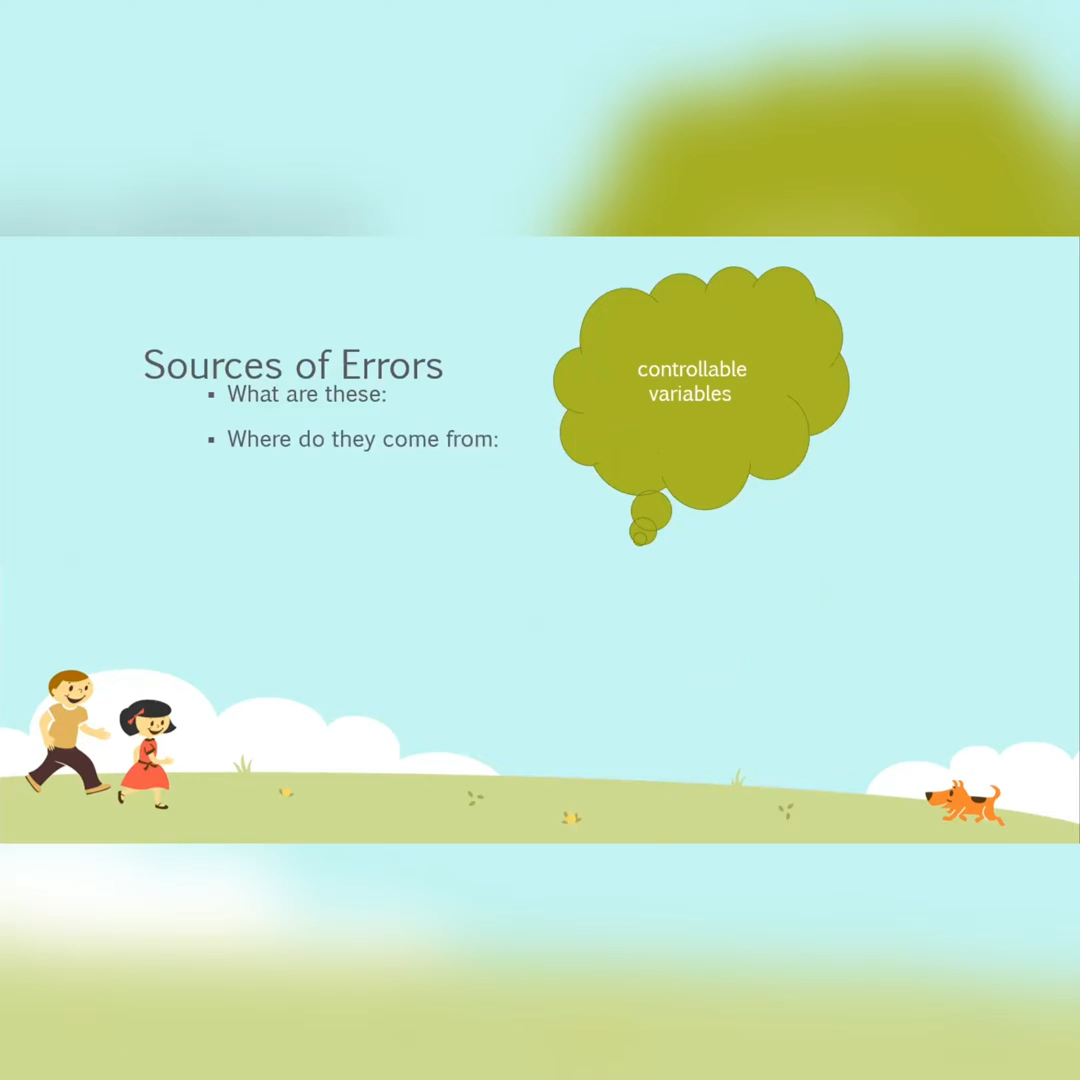 Sources of Errors
▪ What are these:
▪ Where do they come from:
controllable
variables